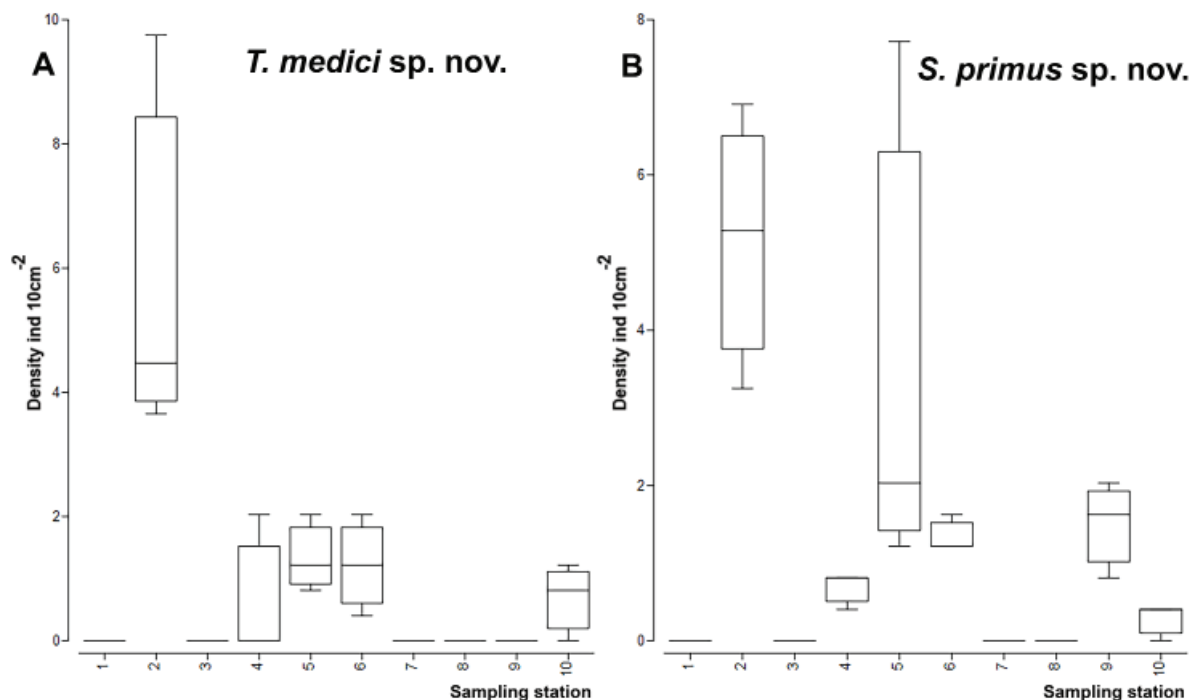 A
T. medici sp. nov.
10
8
6
4
2
0
Density ind 10cm-2
1 2 3 4 5 6 7 8 9 10
Sampling station
B
S. primus sp. nov.
8
6
4
2
0
Density ind 10cm-2
1 2 3 4 5 6 7 8 9 10
Sampling station